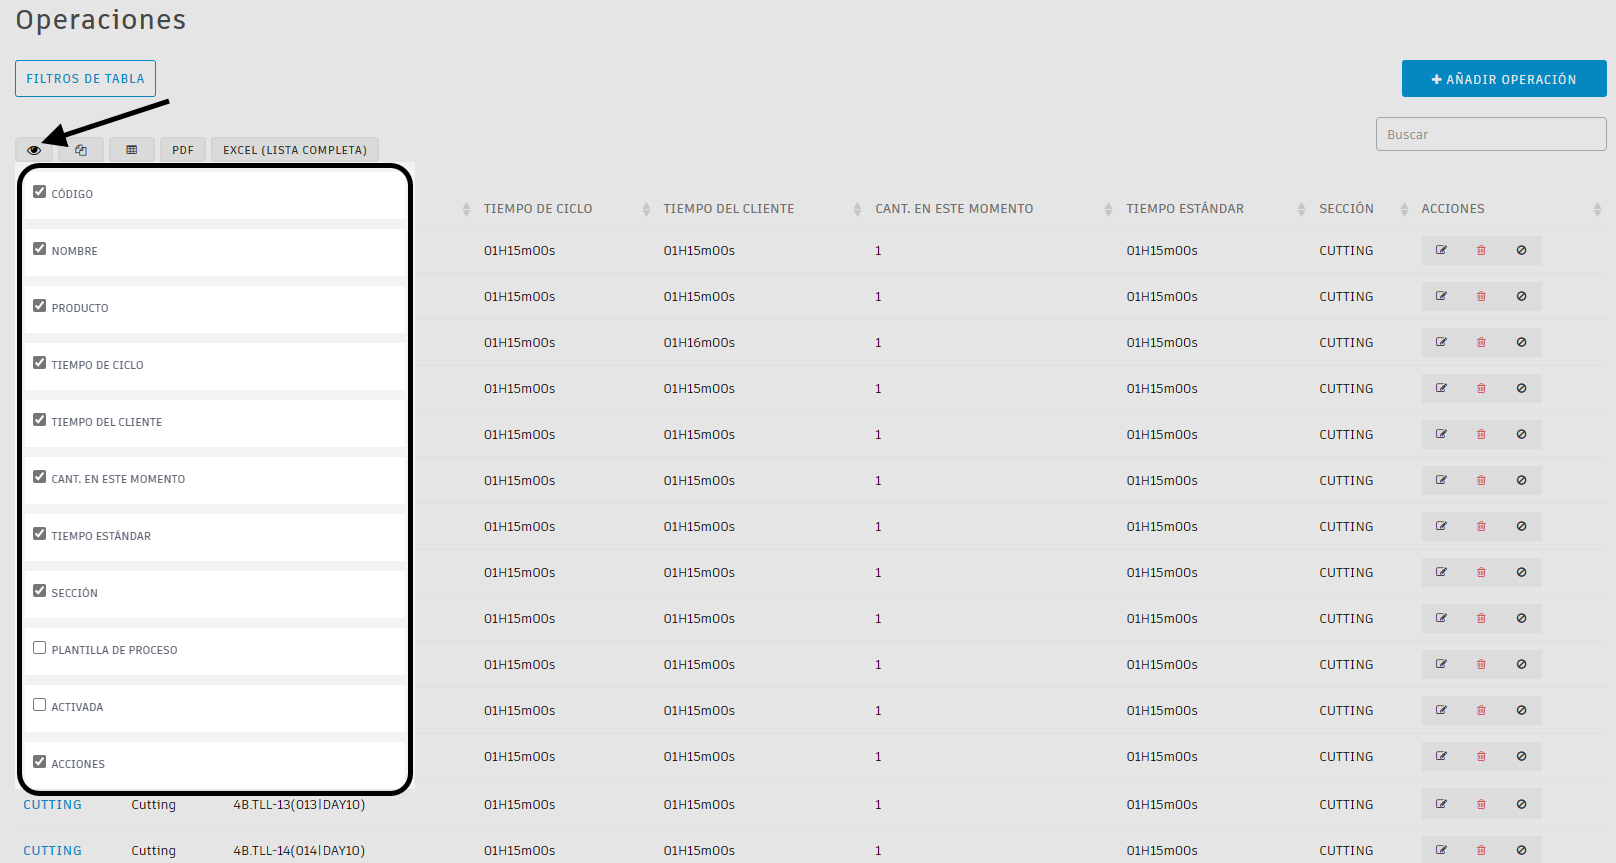 Operaciones
FILTROS DE TABLA
AÑADIR OPERACIÓN
Buscar
PDF EXCEL (LISTA COMPLETA)
CÓDIGO
NOMBRE
PRODUCTO
TIEMPO DE CICLO
TIEMPO DEL CLIENTE
CANT. EN ESTE MOMENTO
TIEMPO ESTÁNDAR
SECCIÓN
PLANTILLA DE PROCESO
ACTIVADA
ACCIONES
TIEMPO DE CICLO TIEMPO DEL CLIENTE CANT. EN ESTE MOMENTO TIEMPO ESTÁNDAR SECCIÓN ACCIONES
01H15m00s 01H15m00s 1 01H15m00s CUTTING
01H15m00s 01H15m00s 1 01H15m00s CUTTING
01H15m00s 01H16m00s 1 01H15m00s CUTTING
01H15m00s 01H15m00s 1 01H15m00s CUTTING
01H15m00s 01H15m00s 1 01H15m00s CUTTING
01H15m00s 01H15m00s 1 01H15m00s CUTTING
01H15m00s 01H15m00s 1 01H15m00s CUTTING
01H15m00s 01H15m00s 1 01H15m00s CUTTING
01H15m00s 01H15m00s 1 01H15m00s CUTTING
01H15m00s 01H15m00s 1 01H15m00s CUTTING
01H15m00s 01H15m00s 1 01H15m00s CUTTING
01H15m00s 01H15m00s 1 01H15m00s CUTTING
CUTTING Cutting 4B.TLL-13(013|DAY10) 01H15m00s 01H15m00s 1 01H15m00s CUTTING
CUTTING Cutting 4B.TLL-14(014|DAY10) 01H15m00s 01H15m00s 1 01H15m00s CUTTING